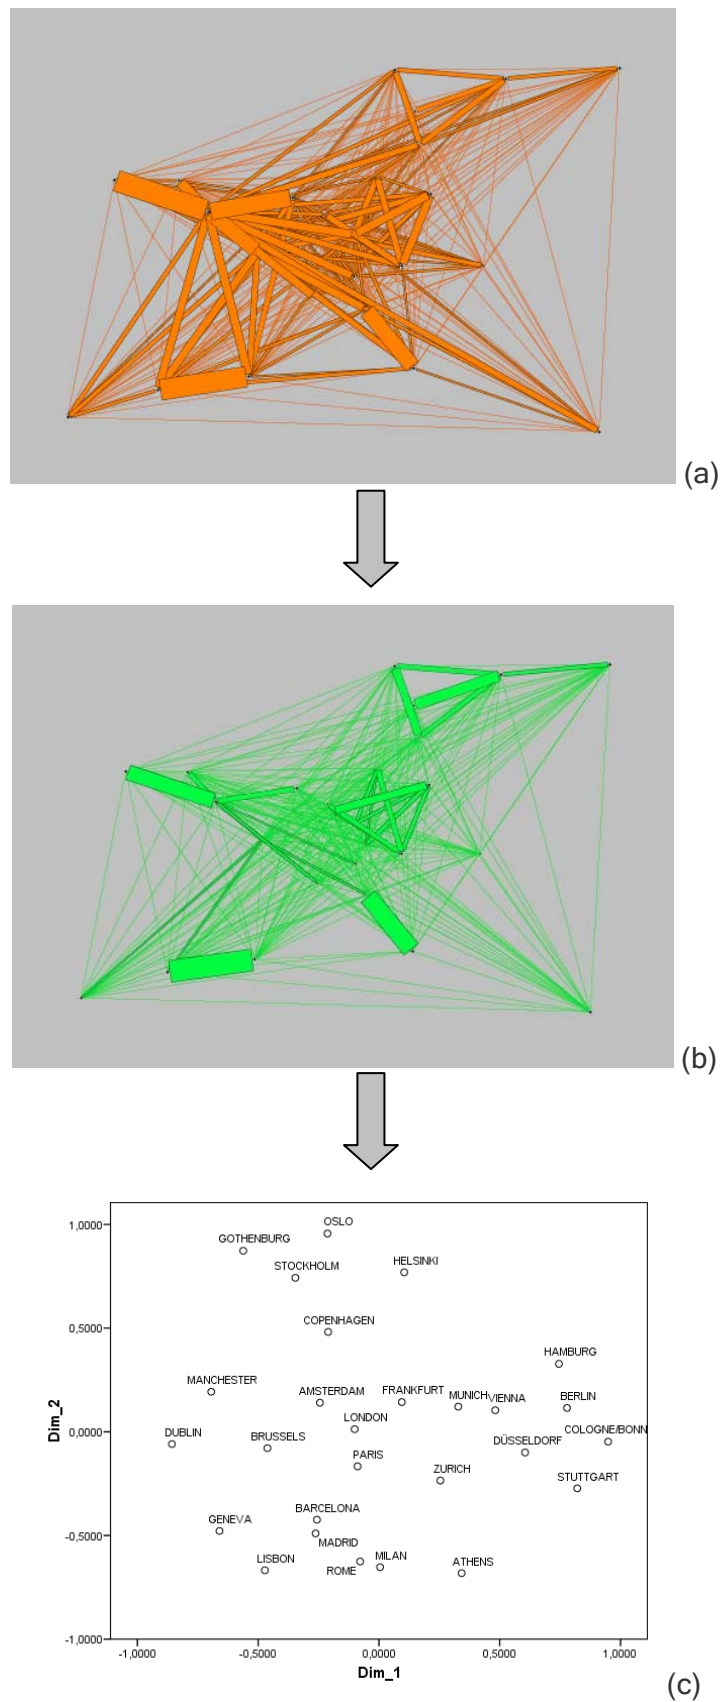 (a)
(b)
OSLO
GOTHENBURG
STOCKHOLM
HELSINKI
COPENHAGEN
HAMBURG
MANCHESTER
AMSTERDAM
FRANKFURT
MUNICH
VIENNA
BERLIN
LONDON
DUBLIN
BRUSSELS
COLOGNE/BONN
DÜSSELDORF
PARIS
ZURICH
STUTTGART
BARCELONA
GENEVA
MADRID
LISBON
ROME
MILAN
ATHENS
1,0000
0,5000
0,0000
-0,5000
-1,0000
Dim_2
-1,0000 -0,5000 0,0000 0,5000 1,0000
Dim_1
(c)